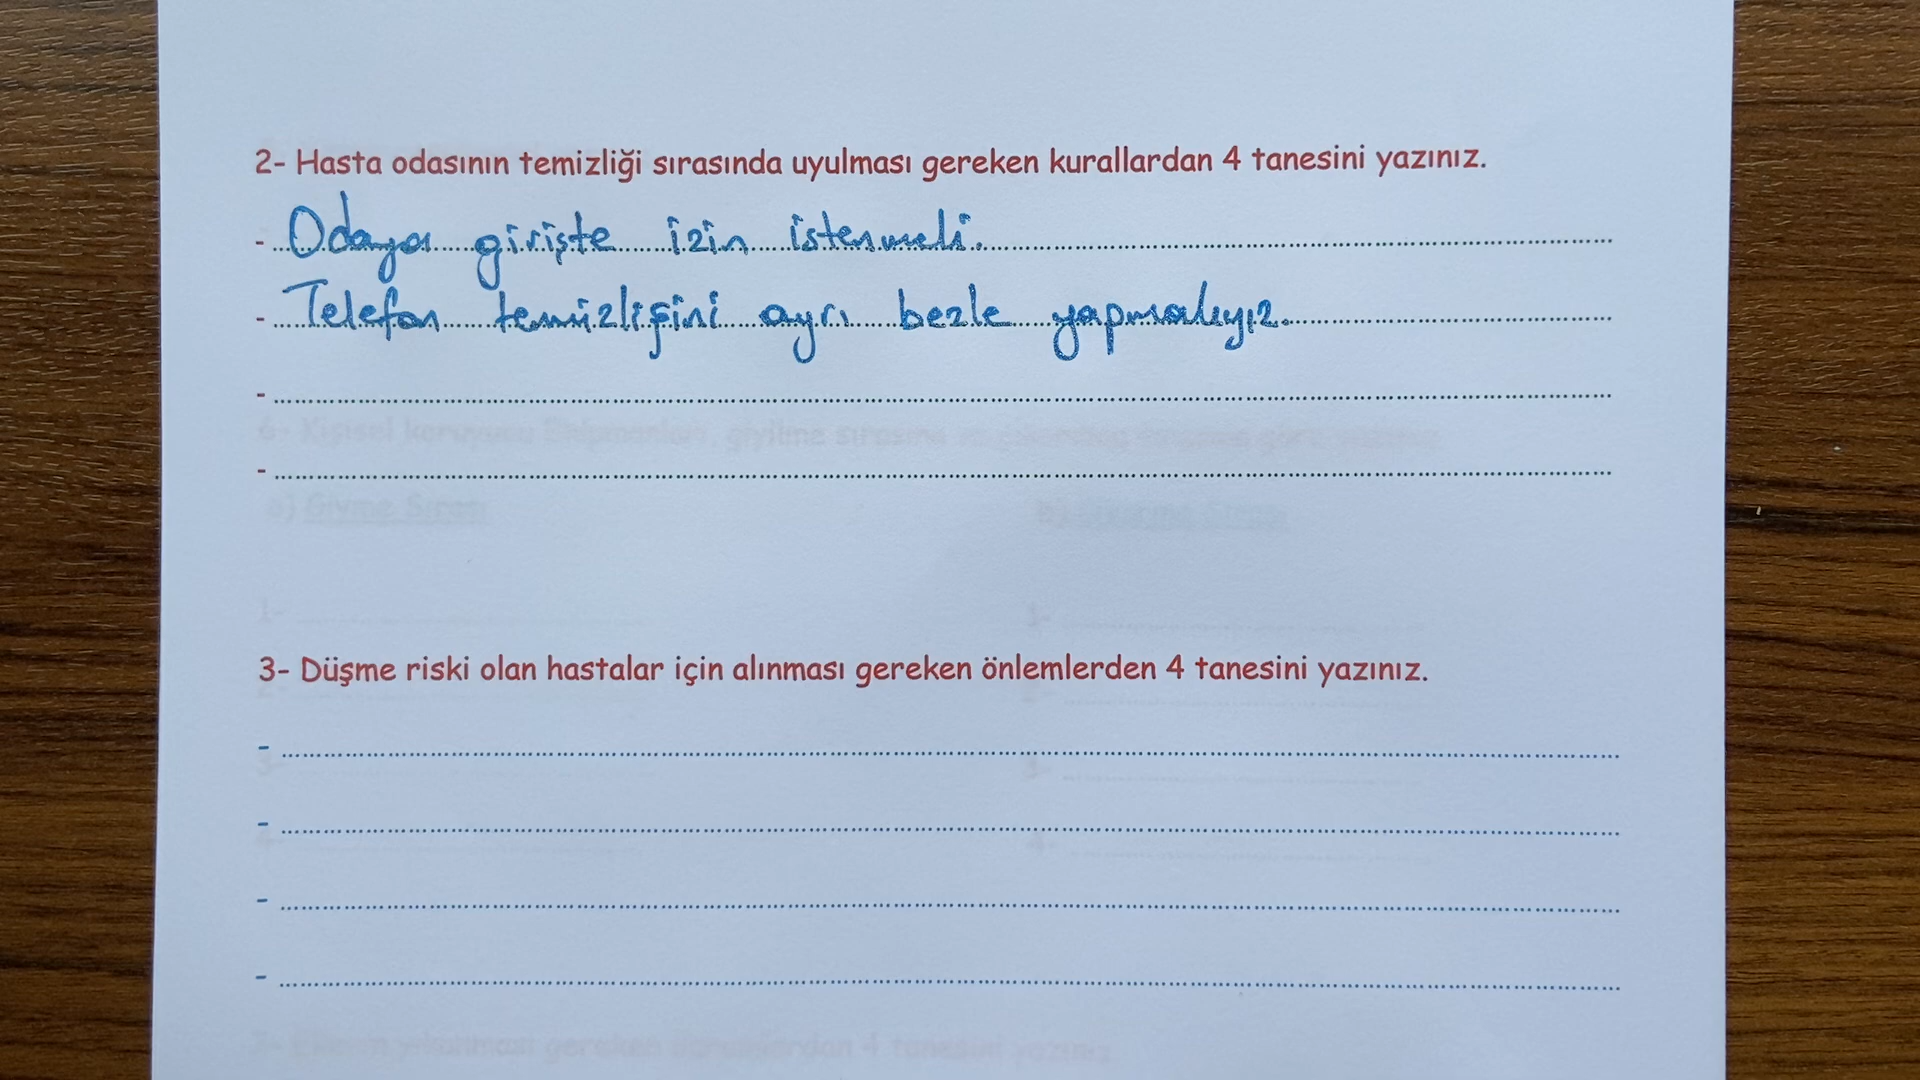 2- Hasta odasının temizliği sırasında uyulması gereken kurallardan 4 tanesini yazınız.
- Odaya girişte izin istenmeli.
- Telefon temizliğini ayrı bezle yapmalıyız.
-
-
3- Düşme riski olan hastalar için alınması gereken önlemlerden 4 tanesini yazınız.
-
-
-
-